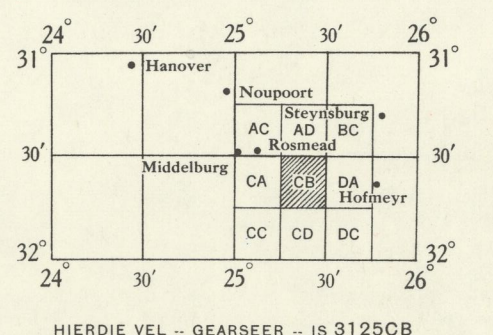 24° 30' 25° 30' 26°
31° 31°
Hanover
Noupoort
Steynsburg
AC AD BC
Rosmead
30' 30'
Middelburg
CA CB DA
Hofmeyr
CC CD DC
32° 32°
24° 30' 25° 30' 26°
HIERDIE VEL -- GEARSEER -- IS 3125CB